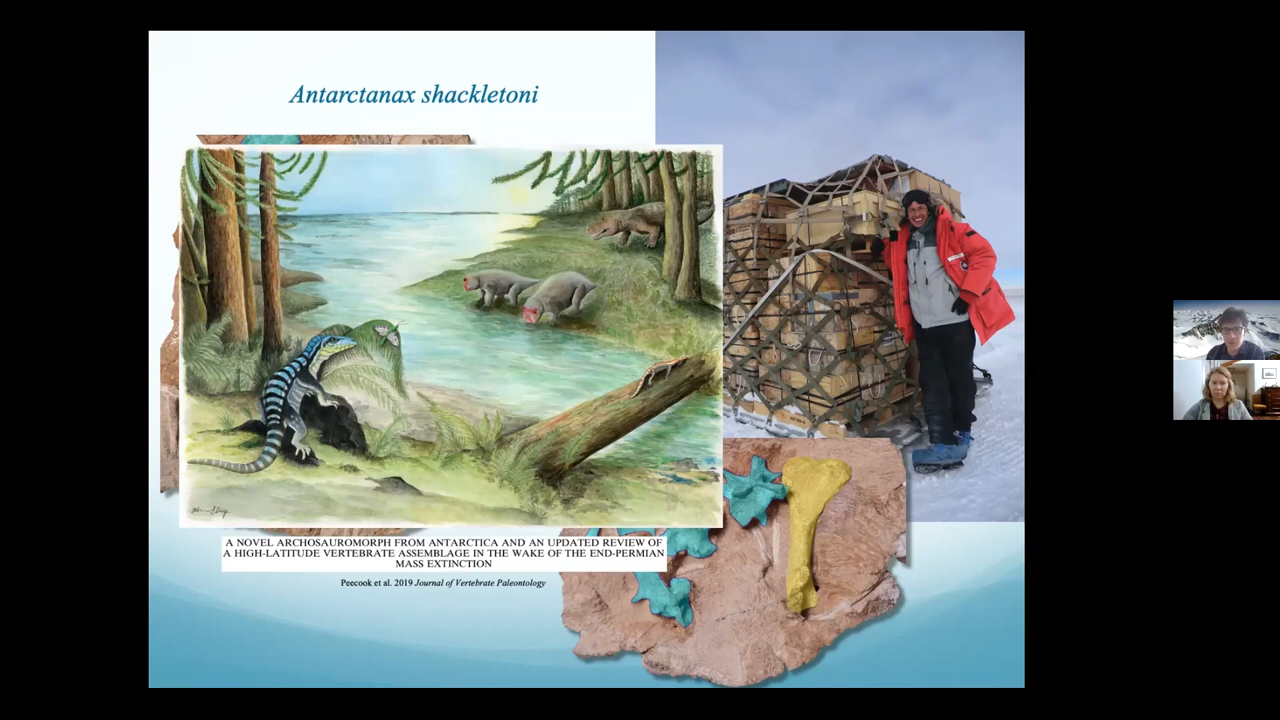 Antarctanax shackletoni
A NOVEL ARCHOSAUROMORPH FROM ANTARCTICA AND AN UPDATED REVIEW OF
A HIGH-LATITUDE VERTEBRATE ASSEMBLAGE IN THE WAKE OF THE END-PERMIAN
MASS EXTINCTION
Peecook et al. 2019 Journal of Vertebrate Paleontology